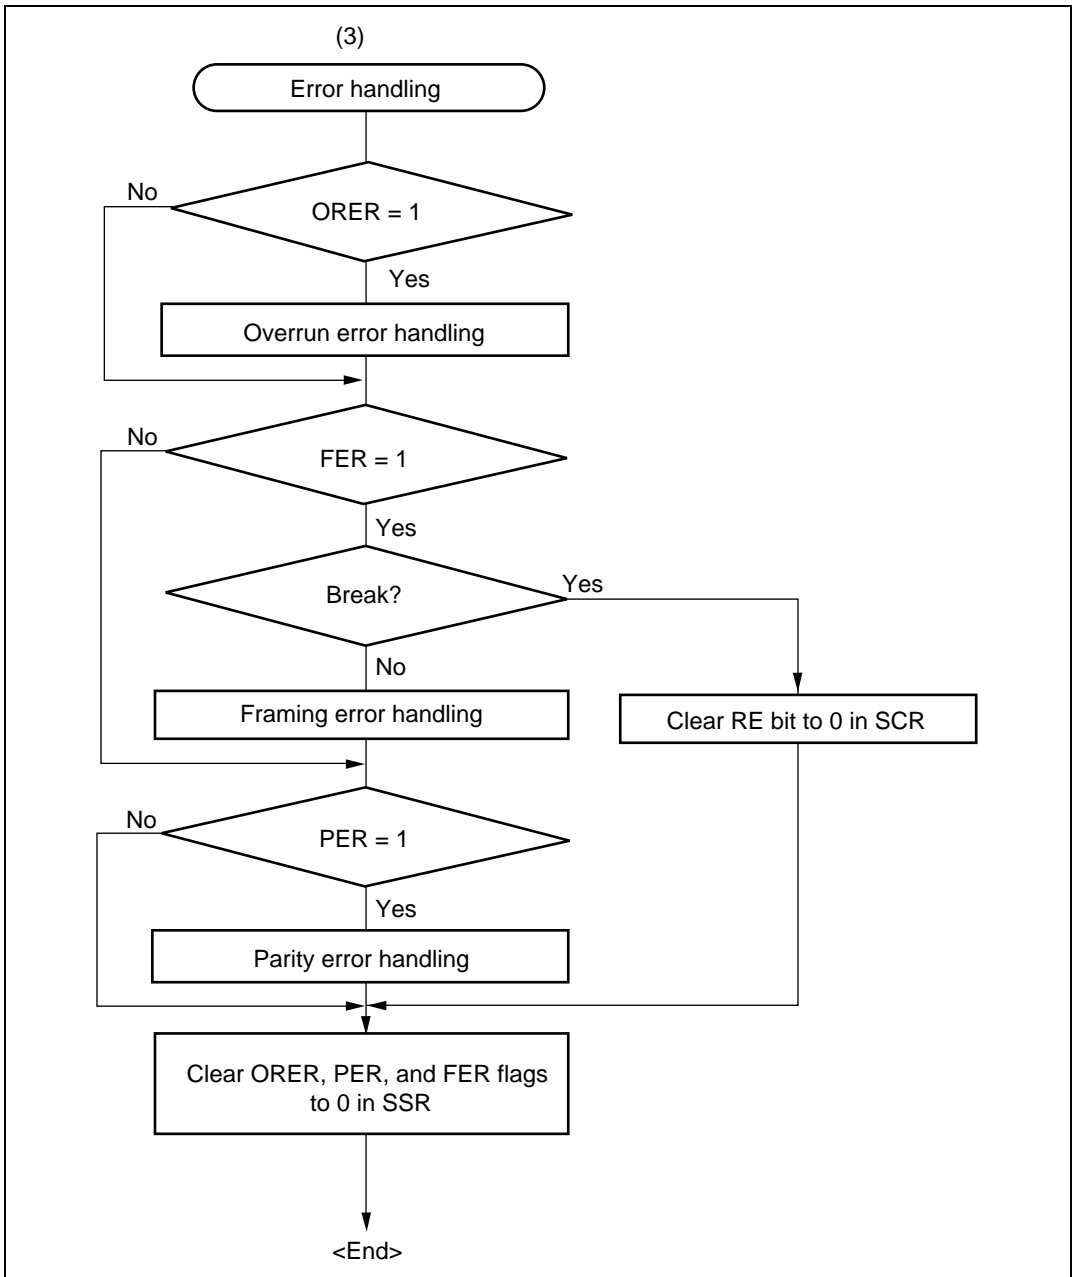 (3)
Error handling
No
ORER = 1
Yes
Overrun error handling
No
FER = 1
Yes
Break?
Yes
No
Framing error handling
Clear RE bit to 0 in SCR
No
PER = 1
Yes
Parity error handling
Clear ORER, PER, and FER flags
to 0 in SSR
<End>